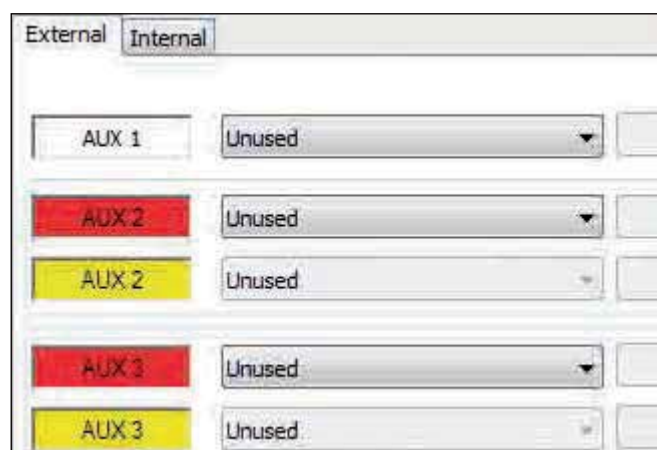 External Internal
AUX 1 Unused
AUX 2 Unused
AUX 2 Unused
AUX 3 Unused
AUX 3 Unused